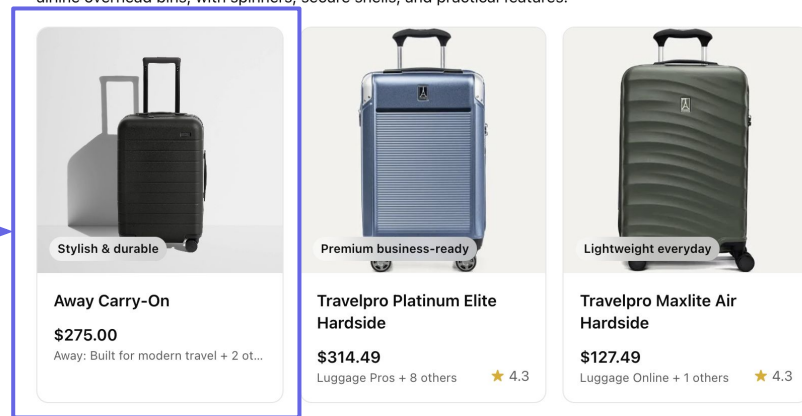 airline overhead bins, with spinners, secure shells, and practical features.
Stylish & durable
Away Carry-On
$275.00
Away: Built for modern travel + 2 ot...
Premium business-ready
Travelpro Platinum Elite
Hardside
$314.49
Luggage Pros + 8 others ★ 4.3
Lightweight everyday
Travelpro Maxlite Air
Hardside
$127.49
Luggage Online + 1 others ★ 4.3